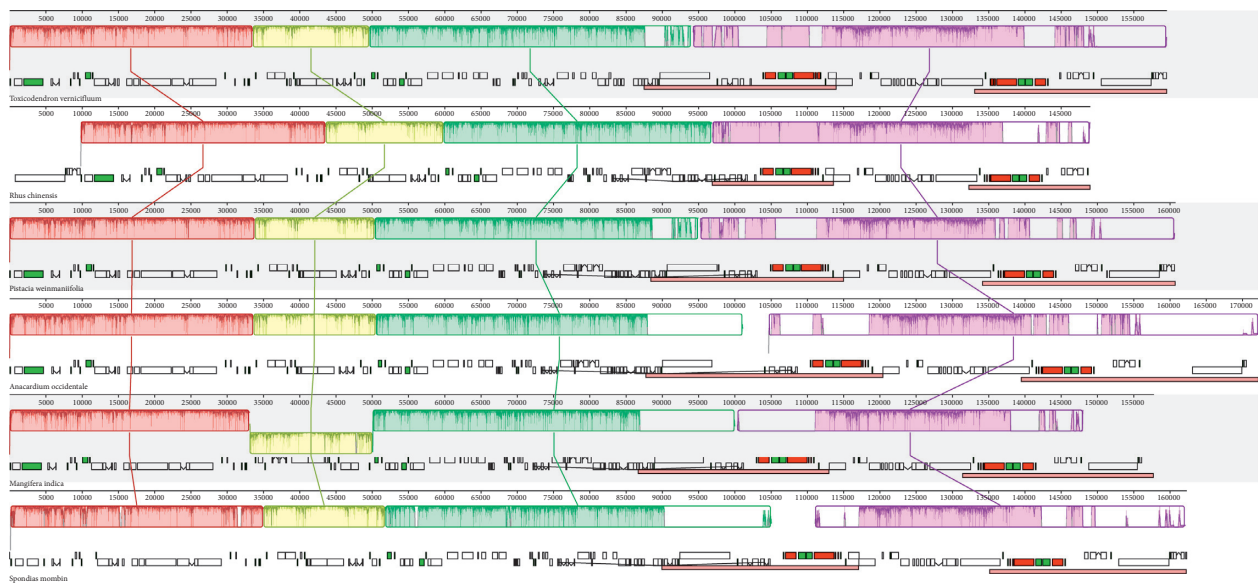 5000 10000 15000 20000 25000 30000 35000 40000 45000 50000 55000 60000 65000 70000 75000 80000 85000 90000 95000 100000 105000 110000 115000 120000 125000 130000 135000 140000 145000 150000 155000
Toxicodendron vernicifluum
5000 10000 15000 20000 25000 30000 35000 40000 45000 50000 55000 60000 65000 70000 75000 80000 85000 90000 95000 100000 105000 110000 115000 120000 125000 130000 135000 140000 145000
Rhus chinensis
5000 10000 15000 20000 25000 30000 35000 40000 45000 50000 55000 60000 65000 70000 75000 80000 85000 90000 95000 100000 105000 110000 115000 120000 125000 130000 135000 140000 145000 150000 155000 160000
Pistacia weinmaniifolia
5000 10000 15000 20000 25000 30000 35000 40000 45000 50000 55000 60000 65000 70000 75000 80000 85000 90000 95000 100000 105000 110000 115000 120000 125000 130000 135000 140000 145000 150000 155000 160000 165000 170000
Anacardium occidentale
5000 10000 15000 20000 25000 30000 35000 40000 45000 50000 55000 60000 65000 70000 75000 80000 85000 90000 95000 100000 105000 110000 115000 120000 125000 130000 135000 140000 145000 150000 155000
Mangifera indica
5000 10000 15000 20000 25000 30000 35000 40000 45000 50000 55000 60000 65000 70000 75000 80000 85000 90000 95000 100000 105000 110000 115000 120000 125000 130000 135000 140000 145000 150000 155000 160000
Spondias mombin